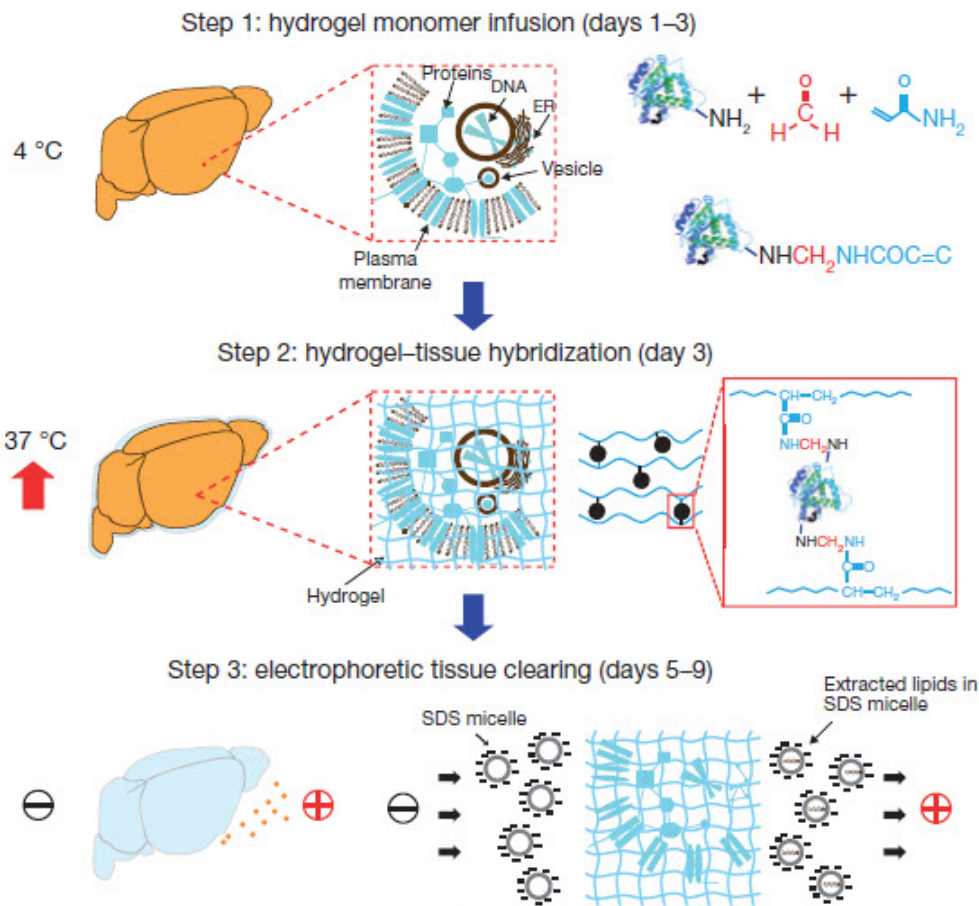 Step 1: hydrogel monomer infusion (days 1–3)
4 °C
Proteins
DNA
ER
Vesicle
Plasma
membrane
NH2 + H C O H + O NH2
NHCH2NHCOC=C
Step 2: hydrogel–tissue hybridization (day 3)
37 °C
Hydrogel
CH—CH2
C=O
NHCH2NH
NHCH2NH
C=O
CH—CH2
Step 3: electrophoretic tissue clearing (days 5–9)
SDS micelle
Extracted lipids in
SDS micelle
− + − +